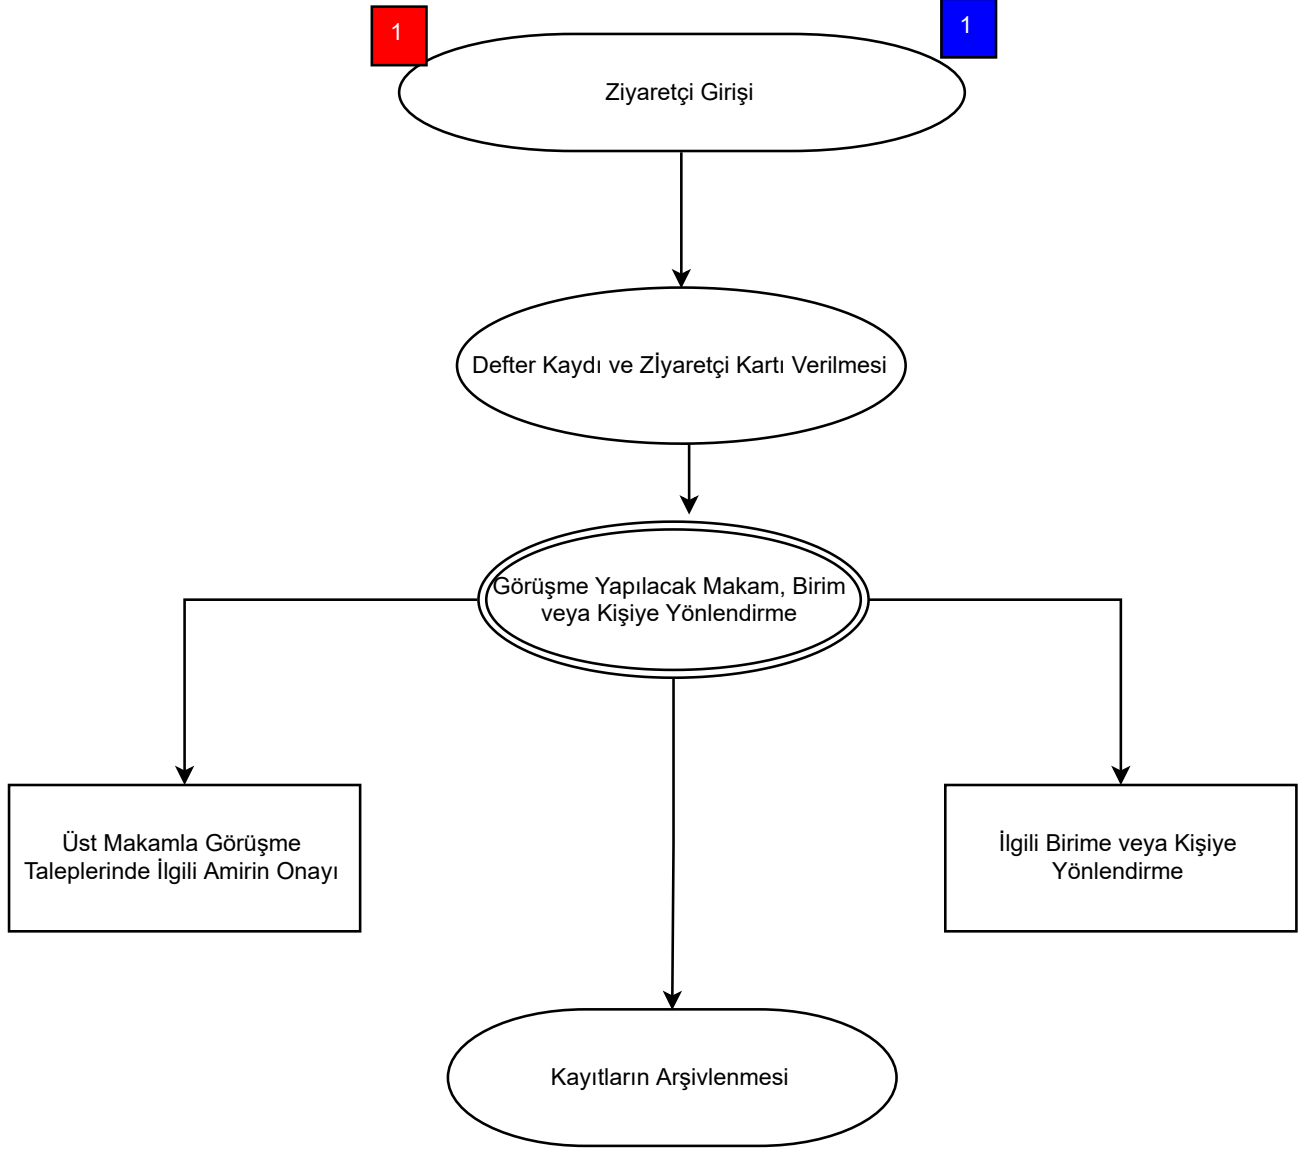 1
1
Ziyaretçi Girişi
Defter Kaydı ve Zİyaretçi Kartı Verilmesi
Görüşme Yapılacak Makam, Birim
veya Kişiye Yönlendirme
Üst Makamla Görüşme
Taleplerinde İlgili Amirin Onayı
İlgili Birime veya Kişiye
Yönlendirme
Kayıtların Arşivlenmesi